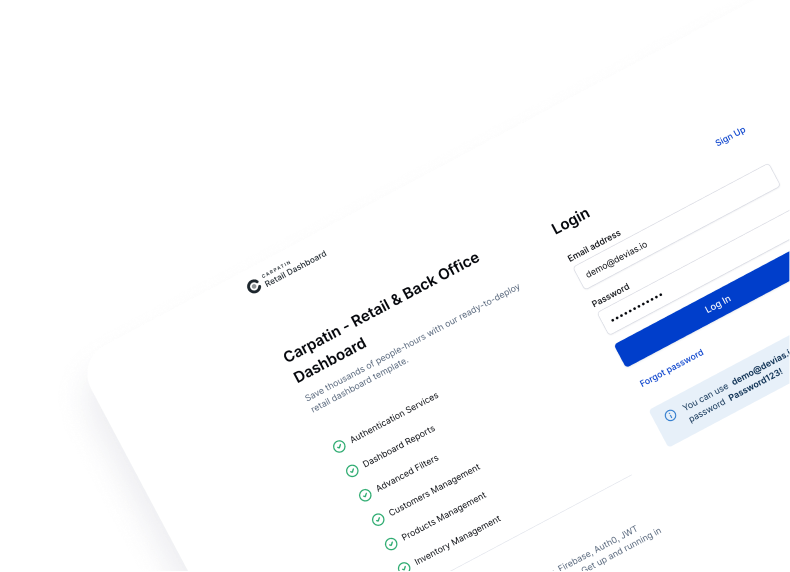 CARPATIN
Retail Dashboard
Carpatin - Retail & Back Office
Dashboard
Save thousands of people-hours with our ready-to-deploy
retail dashboard template.
Authentication Services
Dashboard Reports
Advanced Filters
Customers Management
Products Management
Inventory Management
Firebase, Auth0, JWT
Get up and running in
Sign Up
Login
Email address
demo@devias.io
Password
••••••••••••
Log In
Forgot password
You can use demo@devias.i
password Password123!